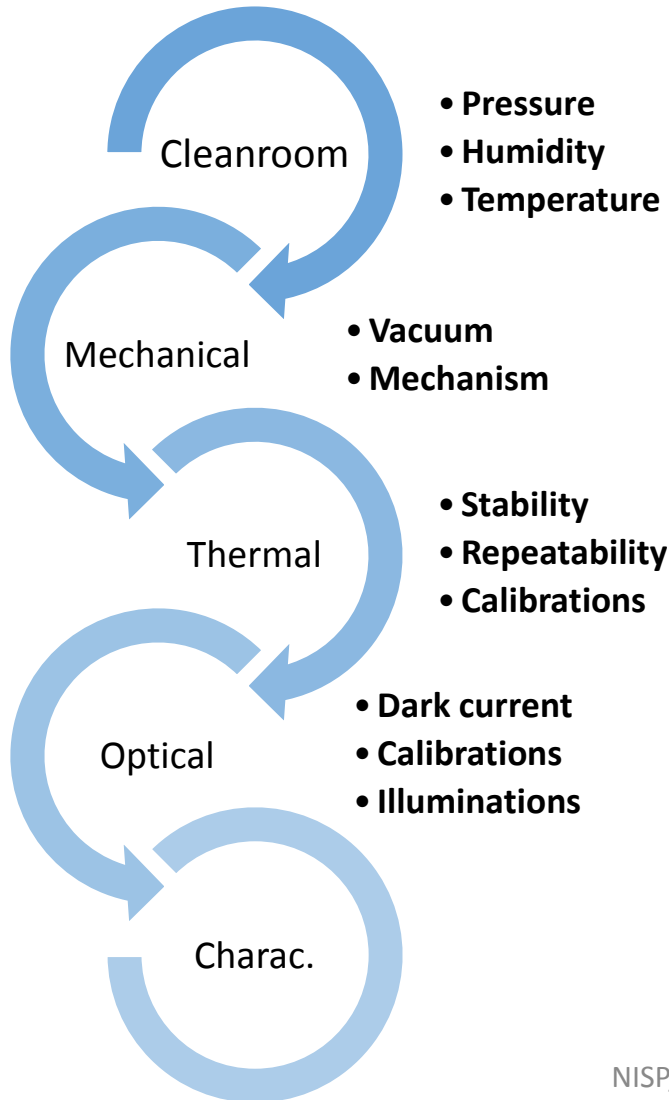 Cleanroom
• Pressure
• Humidity
• Temperature
Mechanical
• Vacuum
• Mechanism
Thermal
• Stability
• Repeatability
• Calibrations
Optical
• Dark current
• Calibrations
• Illuminations
Charac.
NISP